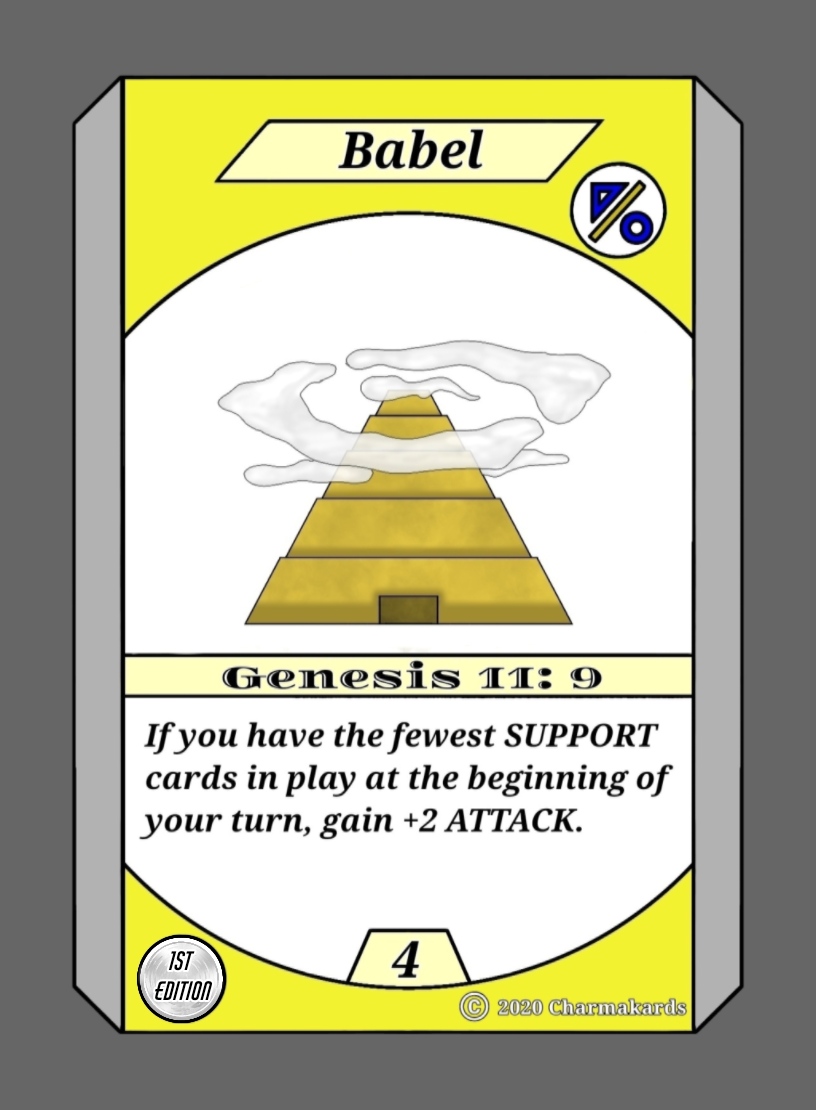 Babel
Genesis 11: 9
If you have the fewest SUPPORT
cards in play at the beginning of
your turn, gain +2 ATTACK.
4
1ST
EDITION
© 2020 Charmakards